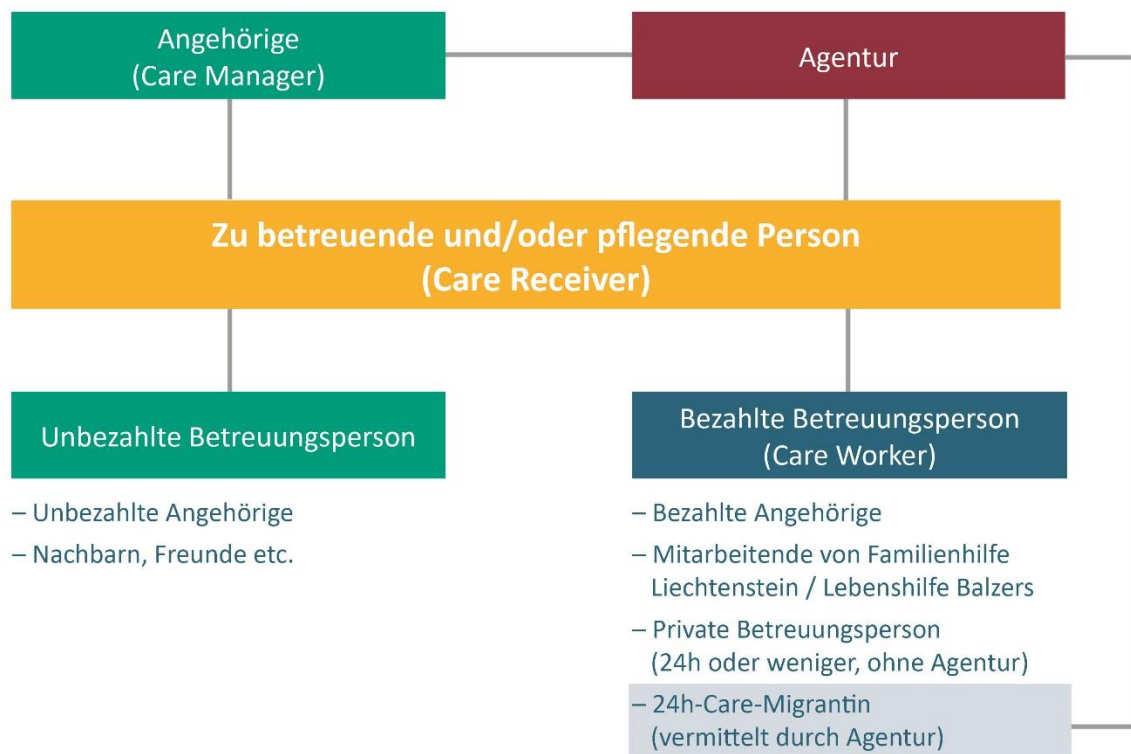 Angehörige
(Care Manager)
Agentur
Zu betreuende und/oder pflegende Person
(Care Receiver)
Unbezahlte Betreuungsperson
– Unbezahlte Angehörige
– Nachbarn, Freunde etc.
Bezahlte Betreuungsperson
(Care Worker)
– Bezahlte Angehörige
– Mitarbeitende von Familienhilfe
Liechtenstein / Lebenshilfe Balzers
– Private Betreuungsperson
(24h oder weniger, ohne Agentur)
– 24h-Care-Migrantin
(vermittelt durch Agentur)